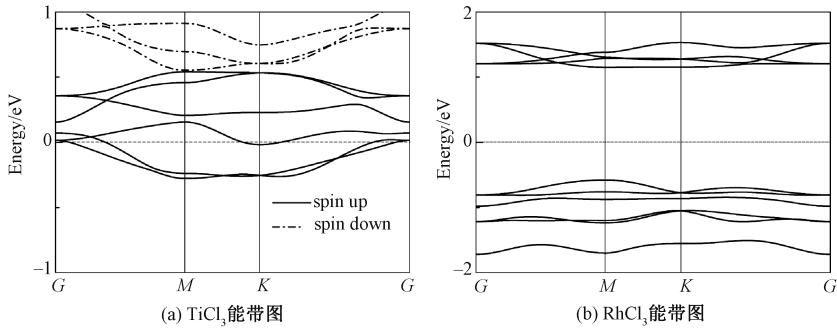 1
0
−1
Energy/eV
spin up
spin down
G M K G
(a) TiCl₃能带图
2
0
−2
Energy/eV
G M K G
(b) RhCl₃能带图